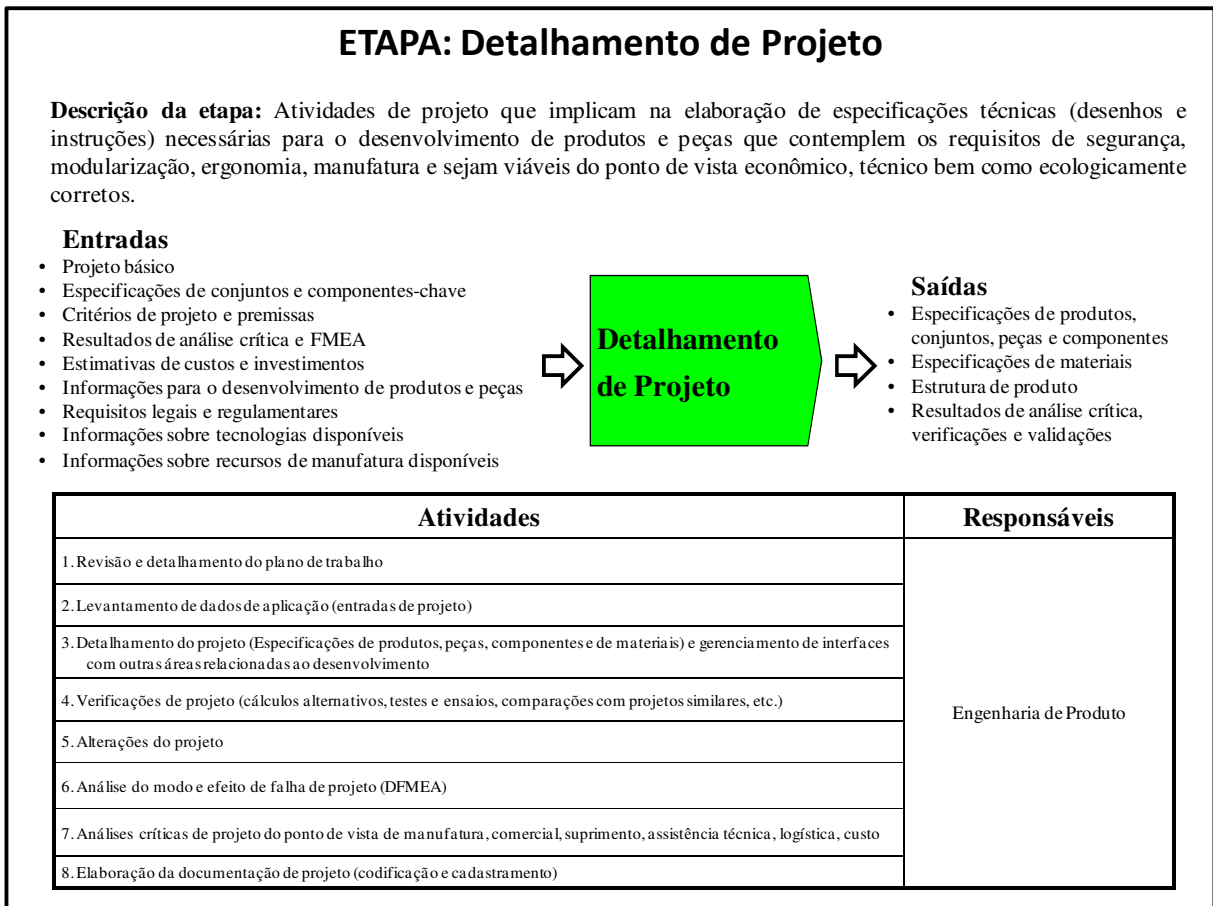 ETAPA: Detalhamento de Projeto
Descrição da etapa: Atividades de projeto que implicam na elaboração de especificações técnicas (desenhos e
instruções) necessárias para o desenvolvimento de produtos e peças que contemplem os requisitos de segurança,
modularização, ergonomia, manufatura e sejam viáveis do ponto de vista econômico, técnico bem como ecologicamente
corretos.
Entradas
• Projeto básico
• Especificações de conjuntos e componentes-chave
• Critérios de projeto e premissas
• Resultados de análise crítica e FMEA
• Estimativas de custos e investimentos
• Informações para o desenvolvimento de produtos e peças
• Requisitos legais e regulamentares
• Informações sobre tecnologias disponíveis
• Informações sobre recursos de manufatura disponíveis
Detalhamento
de Projeto
Saídas
• Especificações de produtos,
conjuntos, peças e componentes
• Especificações de materiais
• Estrutura de produto
• Resultados de análise crítica,
verificações e validações
Atividades
Responsáveis
1. Revisão e detalhamento do plano de trabalho
2. Levantamento de dados de aplicação (entradas de projeto)
3. Detalhamento do projeto (Especificações de produtos, peças, componentes e de materiais) e gerenciamento de interfaces
com outras áreas relacionadas ao desenvolvimento
4. Verificações de projeto (cálculos alternativos, testes e ensaios, comparações com projetos similares, etc.)
5. Alterações do projeto
6. Análise do modo e efeito de falha de projeto (DFMEA)
7. Análises críticas de projeto do ponto de vista de manufatura, comercial, suprimento, assistência técnica, logística, custo
8. Elaboração da documentação de projeto (codificação e cadastramento)
Engenharia de Produto